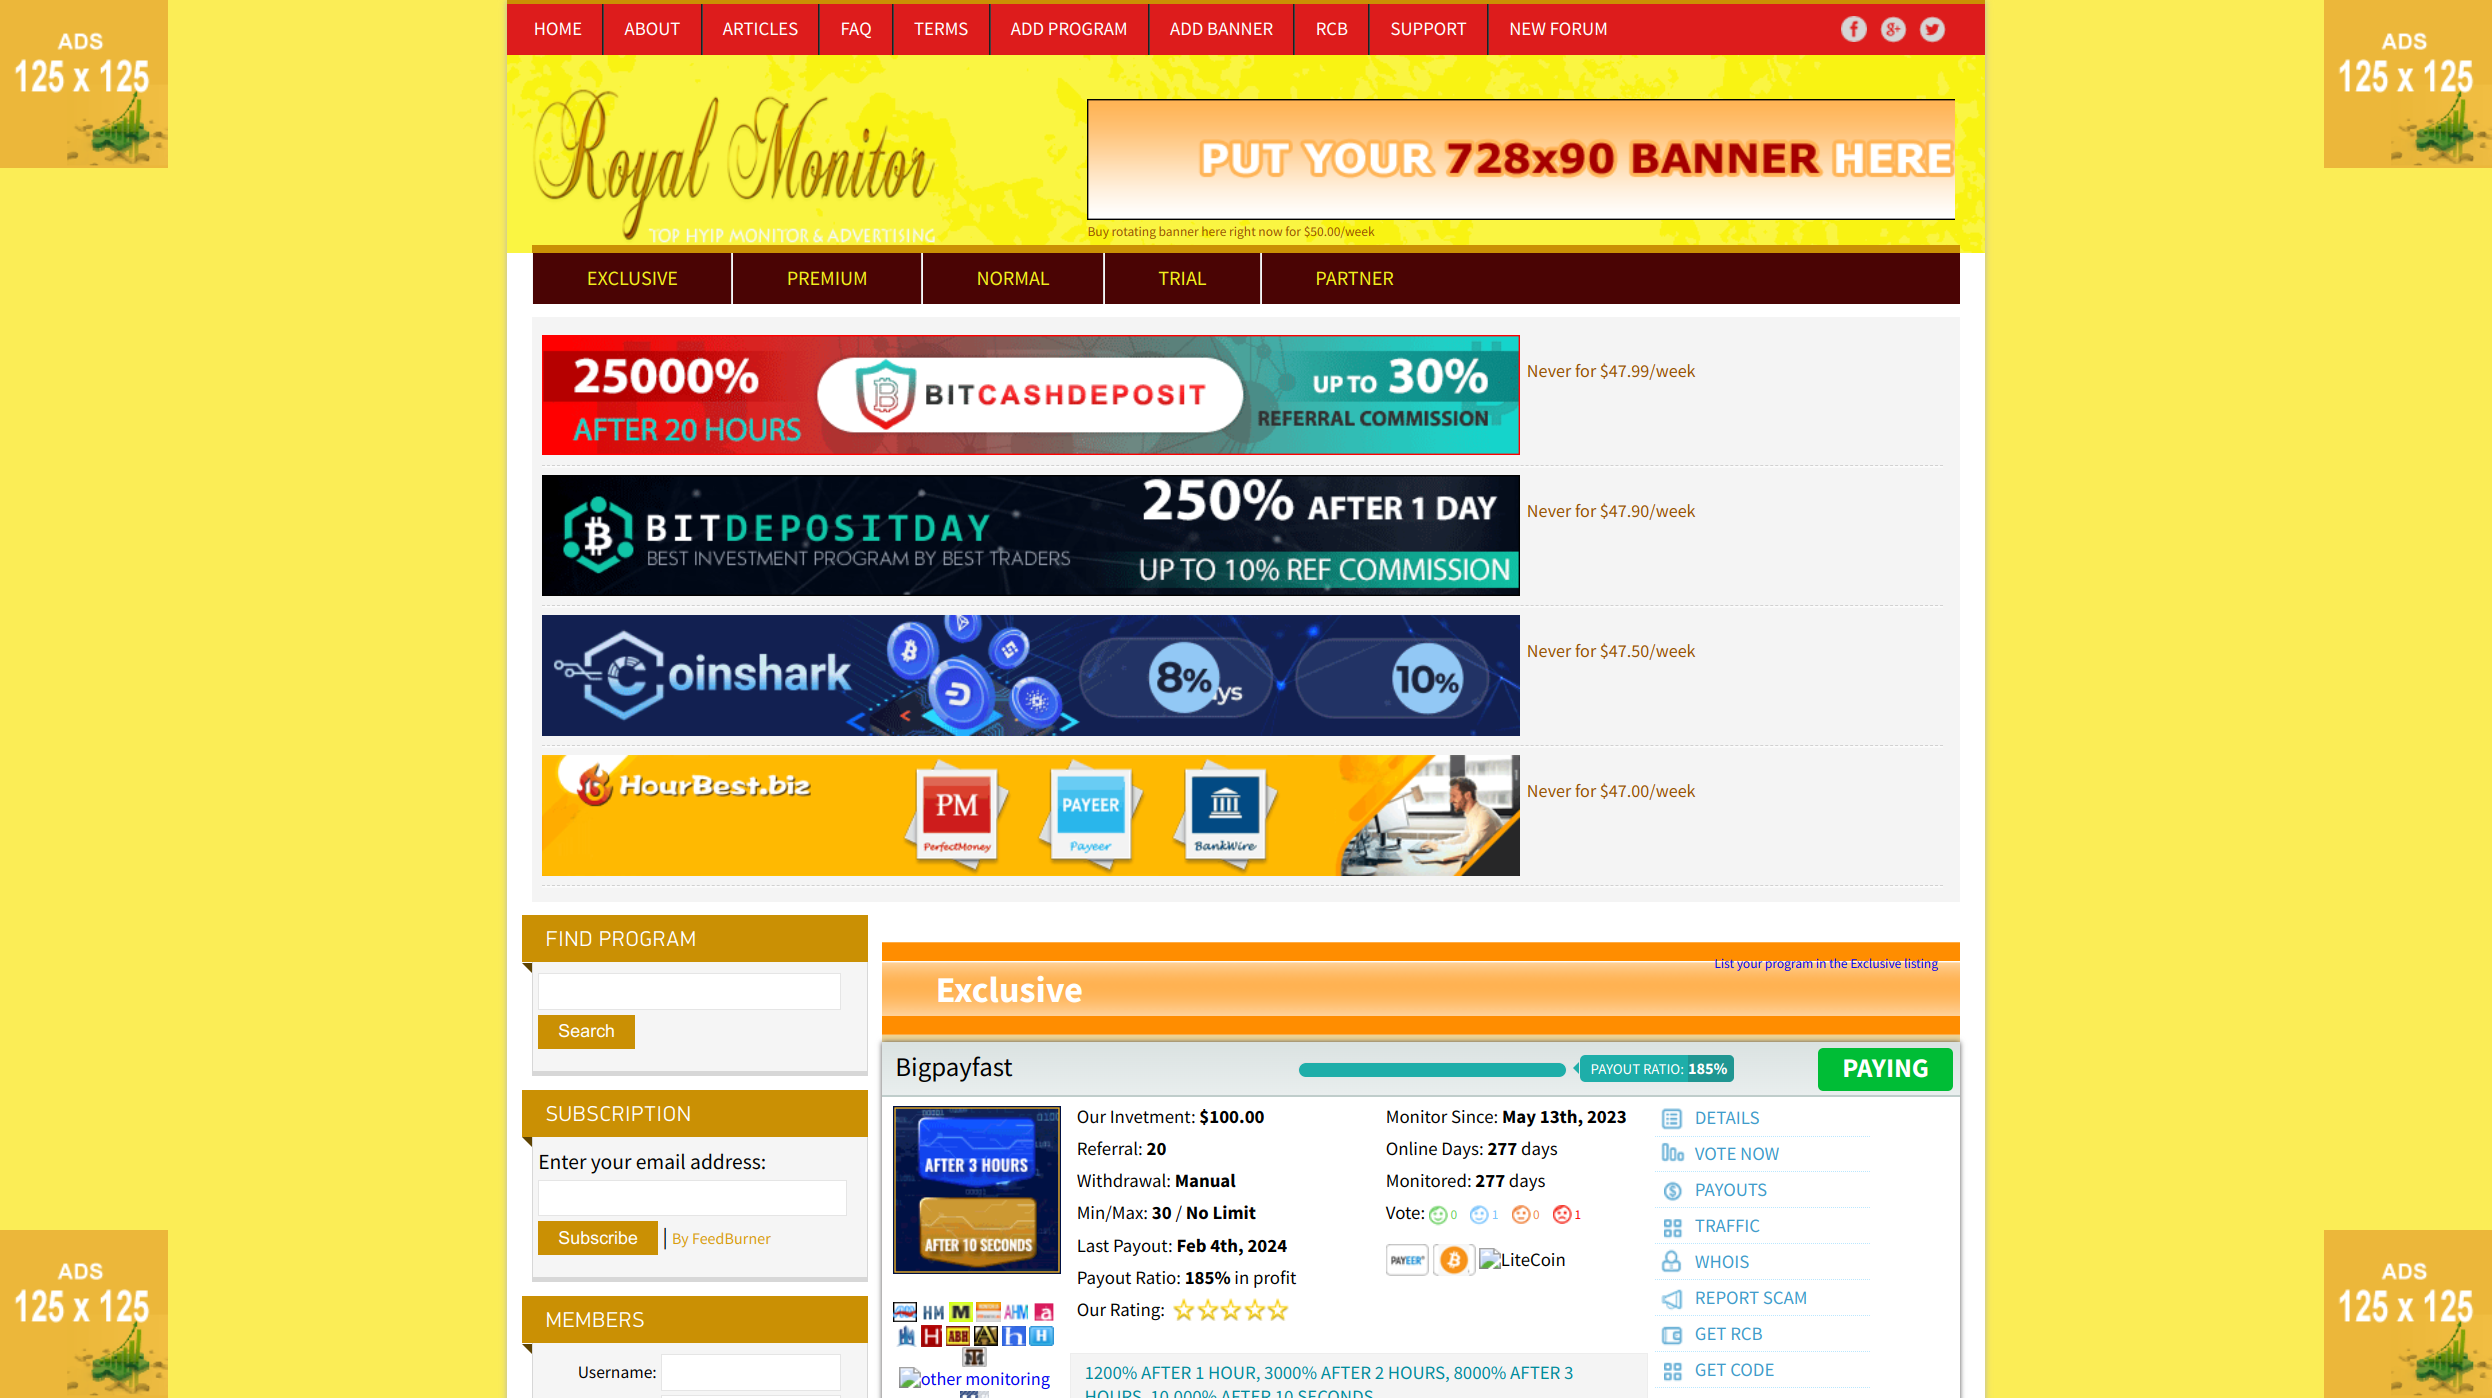 HOME ABOUT ARTICLES FAQ TERMS ADD PROGRAM ADD BANNER RCB SUPPORT NEW FORUM
ADS
125 x 125
ADS
125 x 125
Royal Monitor
TOP HYIP MONITOR & ADVERTISING
PUT YOUR 728x90 BANNER HERE
Buy rotating banner here right now for $50.00/week
EXCLUSIVE PREMIUM NORMAL TRIAL PARTNER
25000%
AFTER 20 HOURS
BITCASHDEPOSIT
UP TO 30%
REFERRAL COMMISSION
Never for $47.99/week
BITDEPOSITDAY
BEST INVESTMENT PROGRAM BY BEST TRADERS
250% AFTER 1 DAY
UP TO 10% REF COMMISSION
Never for $47.90/week
Coinshark
8%
10%
Never for $47.50/week
HourBest.biz
PM
PerfectMoney
PAYEER
Payeer
BankWire
Never for $47.00/week
FIND PROGRAM
Search
SUBSCRIPTION
Enter your email address:
Subscribe
By FeedBurner
MEMBERS
Username:
List your program in the Exclusive listing
Exclusive
Bigpayfast
PAYOUT RATIO: 185%
PAYING
AFTER 3 HOURS
AFTER 10 SECONDS
other monitoring
Our Invetment: $100.00
Referral: 20
Withdrawal: Manual
Min/Max: 30 / No Limit
Last Payout: Feb 4th, 2024
Payout Ratio: 185% in profit
Our Rating:
Monitor Since: May 13th, 2023
Online Days: 277 days
Monitored: 277 days
Vote: 0 1 0 1
PAYEER LiteCoin
DETAILS
VOTE NOW
PAYOUTS
TRAFFIC
WHOIS
REPORT SCAM
GET RCB
GET CODE
1200% AFTER 1 HOUR, 3000% AFTER 2 HOURS, 8000% AFTER 3
HOURS, 10,000% AFTER 10 SECONDS
ADS
125 x 125
ADS
125 x 125